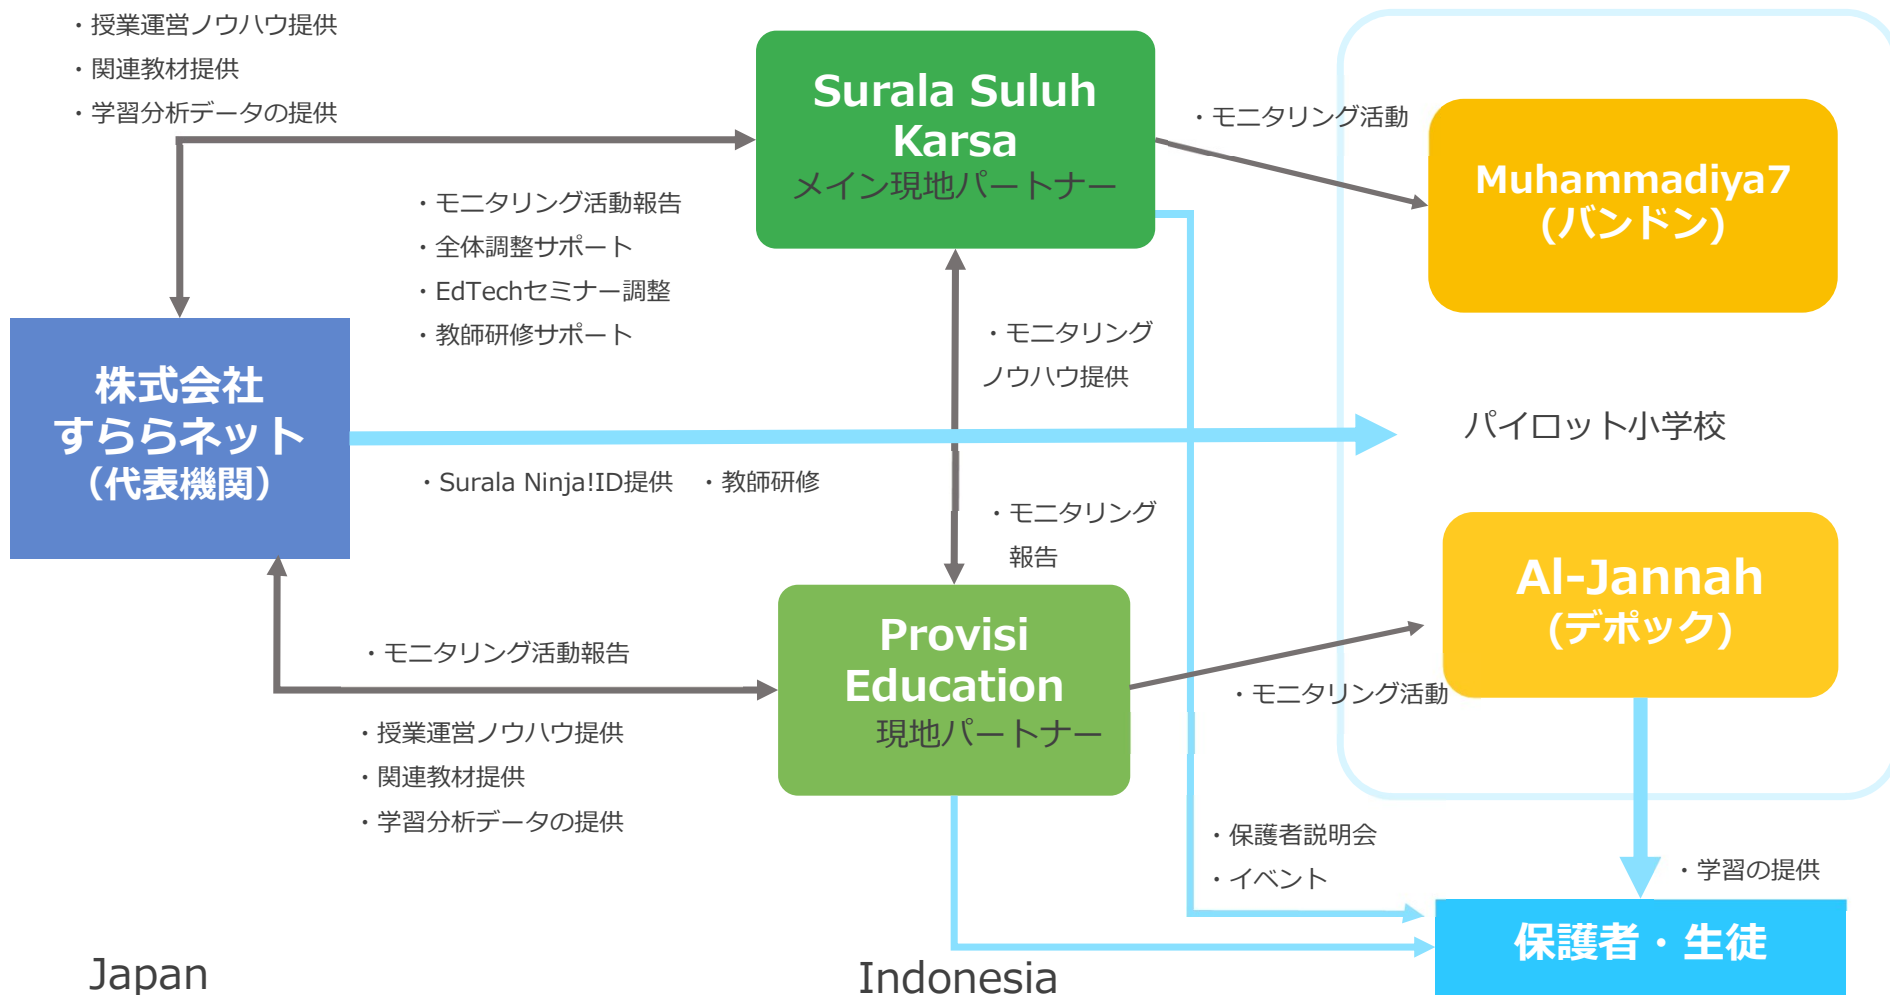 ・授業運営ノウハウ提供
・関連教材提供
・学習分析データの提供
Surala Suluh
Karsa
メイン現地パートナー
・モニタリング活動
Muhammadiya7
(バンドン)
・モニタリング活動報告
・全体調整サポート
・EdTechセミナー調整
・教師研修サポート
・モニタリング
ノウハウ提供
株式会社
すららネット
（代表機関）
パイロット小学校
・Surala Ninja!ID提供　・教師研修
・モニタリング
報告
Al-Jannah
(デポック)
Provisi
Education
現地パートナー
・モニタリング活動報告
・モニタリング活動
・授業運営ノウハウ提供
・関連教材提供
・学習分析データの提供
・保護者説明会
・イベント
・学習の提供
保護者・生徒
Japan
Indonesia